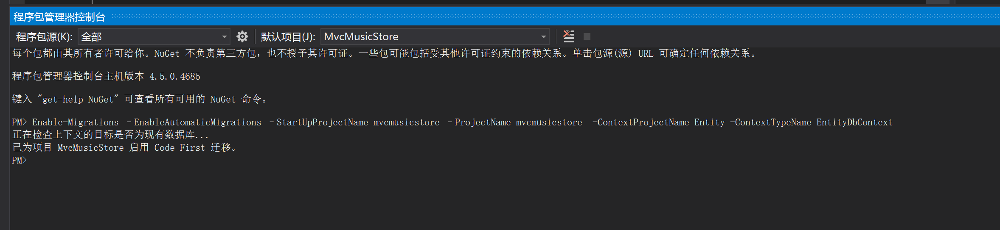 程序包管理器控制台
程序包源(K): 全部 默认项目(J): MvcMusicStore
每个包都由其所有者许可给你。NuGet 不负责第三方包，也不授予其许可证。一些包可能包括受其他许可证约束的依赖关系。单击包源(源) URL 可确定任何依赖关系。
程序包管理器控制台主机版本 4.5.0.4685
键入 "get-help NuGet" 可查看所有可用的 NuGet 命令。
PM> Enable-Migrations –EnableAutomaticMigrations –StartUpProjectName mvcmusicstore –ProjectName mvcmusicstore -ContextProjectName Entity -ContextTypeName EntityDbContext
正在检查上下文的目标是否为现有数据库...
已为项目 MvcMusicStore 启用 Code First 迁移。
PM>